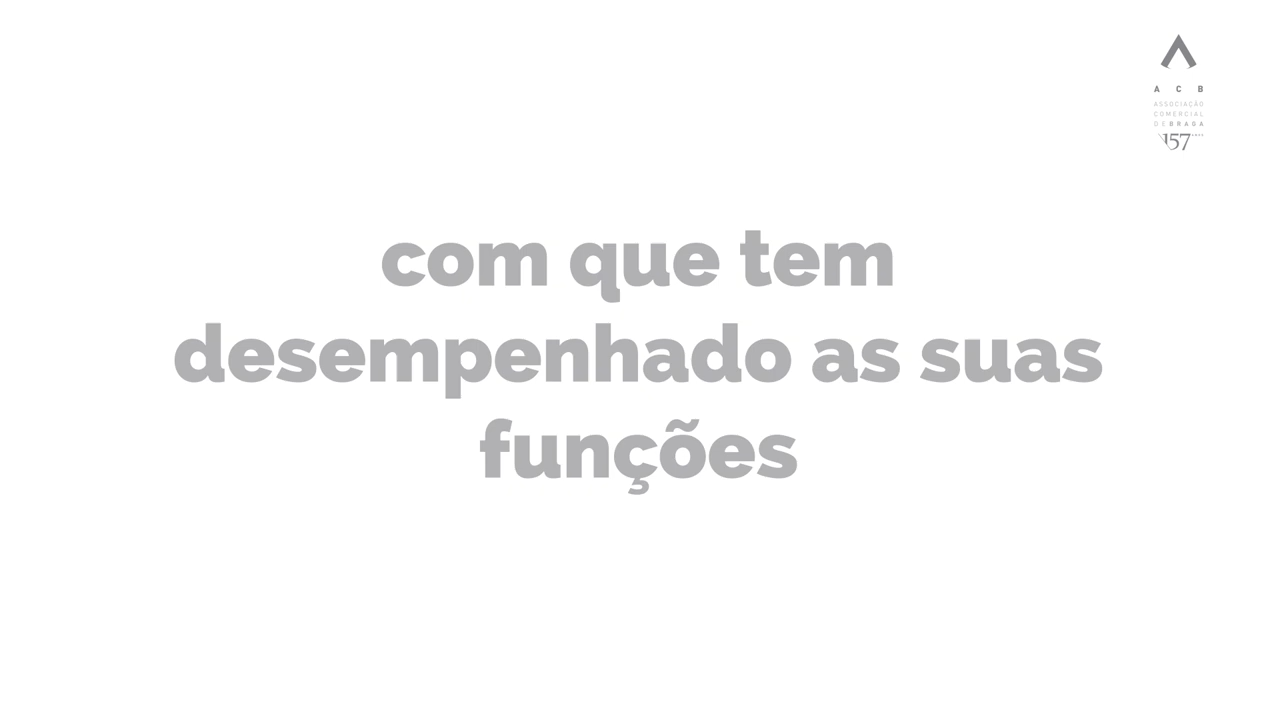 A C B
ASSOCIAÇÃO
COMERCIAL
DE BRAGA
157
com que tem
desempenhado as suas
funções